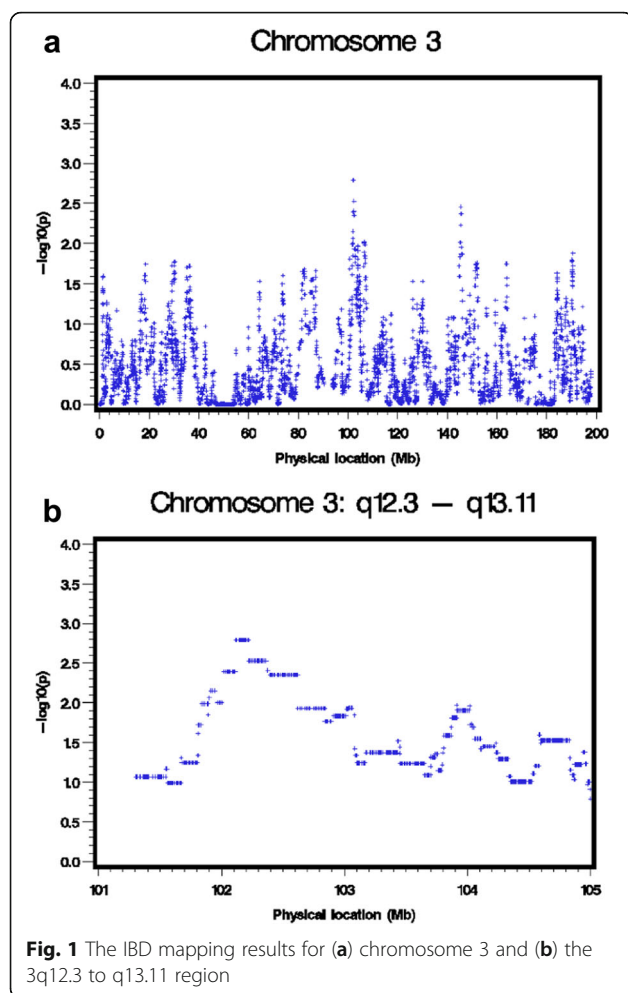 a
Chromosome 3
4.0
3.5
3.0
2.5
2.0
1.5
1.0
0.5
0.0
−log10(p)
0 20 40 60 80 100 120 140 160 180 200
Physical location (Mb)
b
Chromosome 3: q12.3 − q13.11
4.0
3.5
3.0
2.5
2.0
1.5
1.0
0.5
0.0
−log10(p)
101 102 103 104 105
Physical location (Mb)
Fig. 1 The IBD mapping results for (a) chromosome 3 and (b) the
3q12.3 to q13.11 region